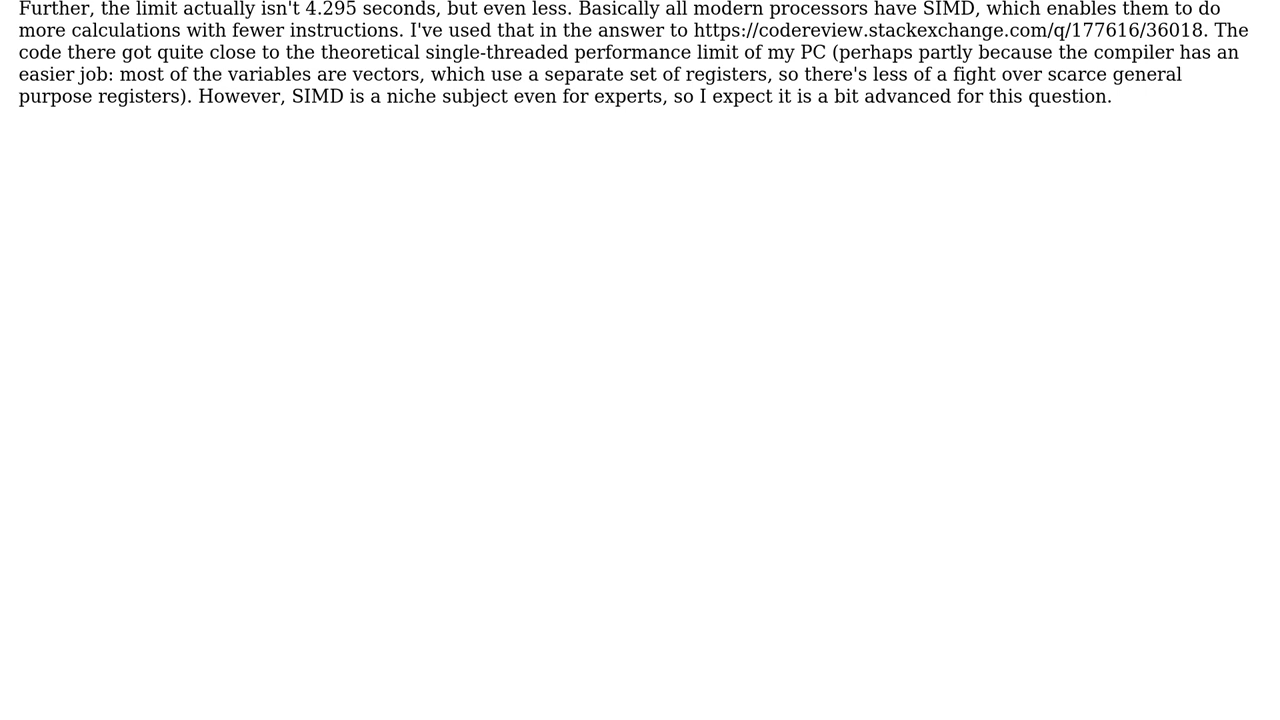 Further, the limit actually isn't 4.295 seconds, but even less. Basically all modern processors have SIMD, which enables them to do
more calculations with fewer instructions. I've used that in the answer to https://codereview.stackexchange.com/q/177616/36018. The
code there got quite close to the theoretical single-threaded performance limit of my PC (perhaps partly because the compiler has an
easier job: most of the variables are vectors, which use a separate set of registers, so there's less of a fight over scarce general
purpose registers). However, SIMD is a niche subject even for experts, so I expect it is a bit advanced for this question.